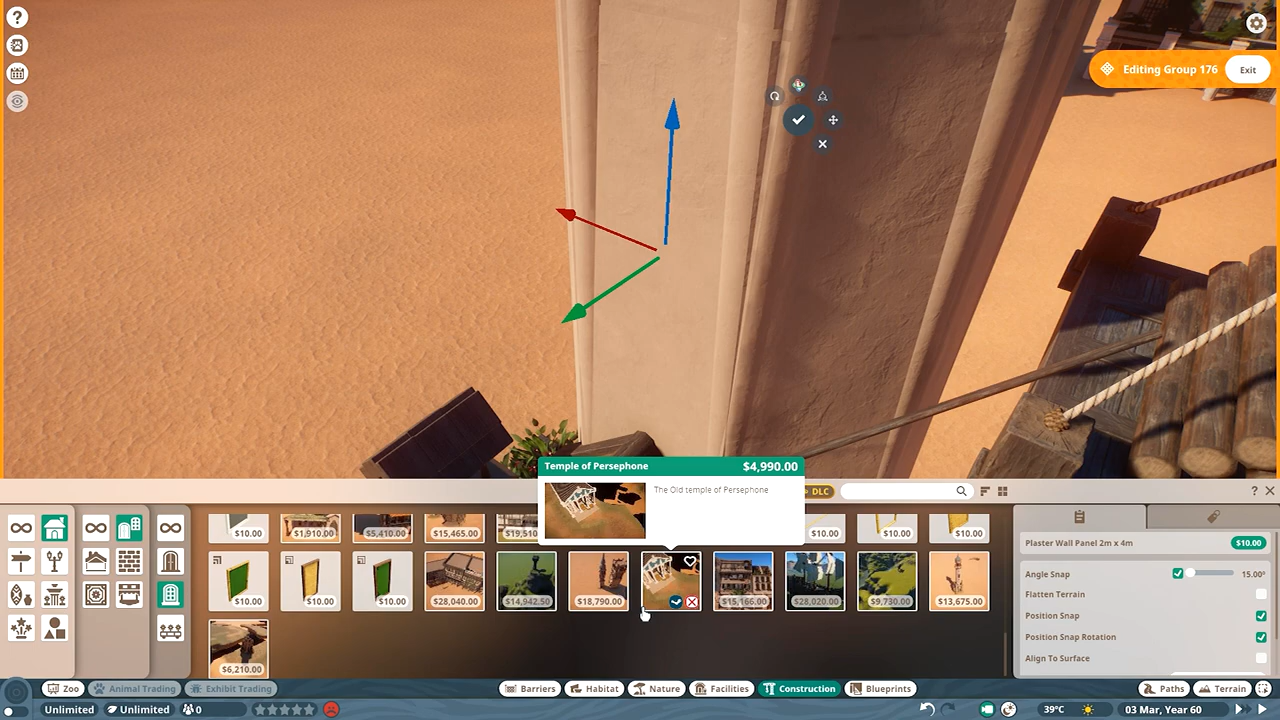 ?
Editing Group 176
Exit
Temple of Persephone
$4,990.00
The Old temple of Persephone
DLC
?
$10.00
$1,910.00
$5,410.00
$15,465.00
$19,510
$10.00
$10.00
$10.00
Plaster Wall Panel 2m x 4m
$10.00
Angle Snap
15.00°
Flatten Terrain
Position Snap
Position Snap Rotation
Align To Surface
$10.00
$10.00
$10.00
$28,040.00
$14,942.50
$18,790.00
$15,166.00
$28,020.00
$9,730.00
$13,675.00
$6,210.00
Zoo
Animal Trading
Exhibit Trading
Barriers
Habitat
Nature
Facilities
Construction
Blueprints
Paths
Terrain
Unlimited
Unlimited
0
39°C
03 Mar, Year 60